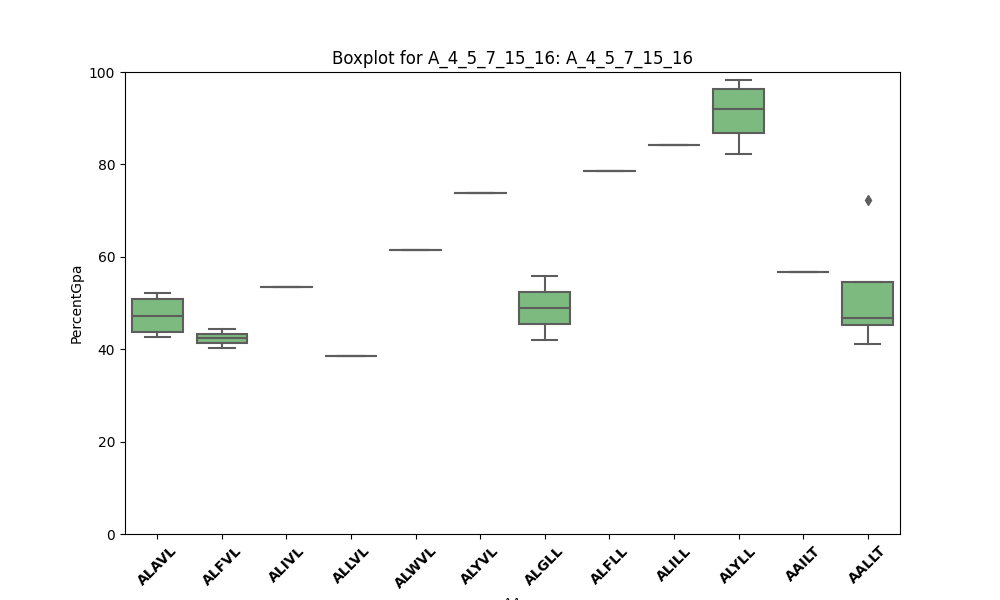 Boxplot for A_4_5_7_15_16: A_4_5_7_15_16
100
80
60
40
20
0
PercentGpa
ALAVL
ALFVL
ALIVL
ALLVL
ALWVL
ALYVL
ALGLL
ALFLL
ALILL
ALYLL
AAILT
AALLT